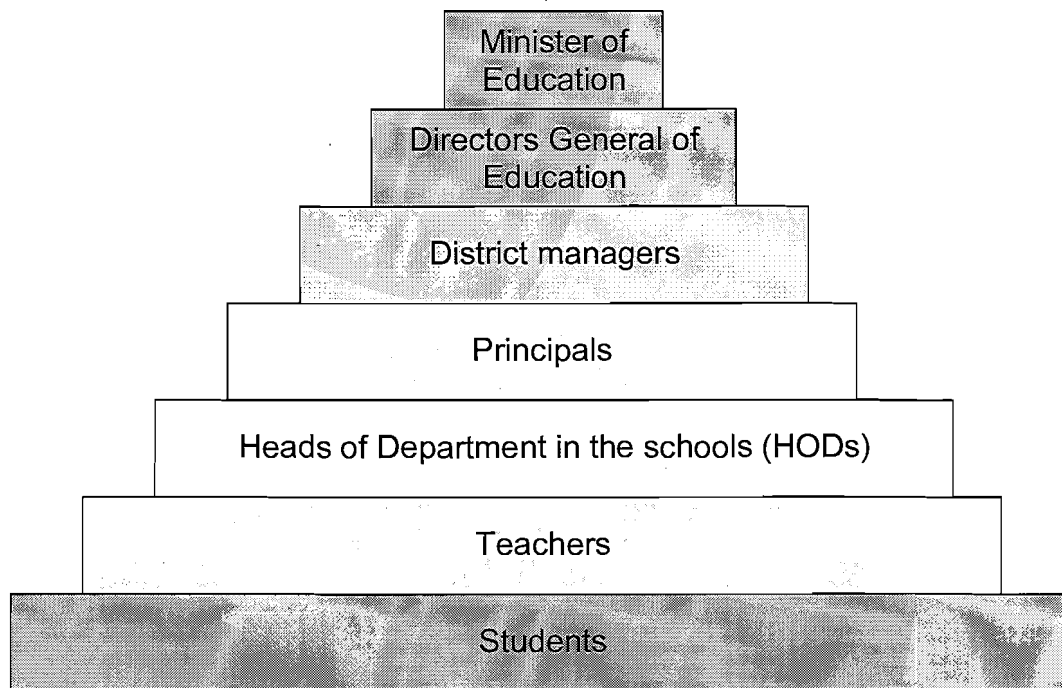 Minister of
Education
Directors General of
Education
District managers
Principals
Heads of Department in the schools (HODs)
Teachers
Students